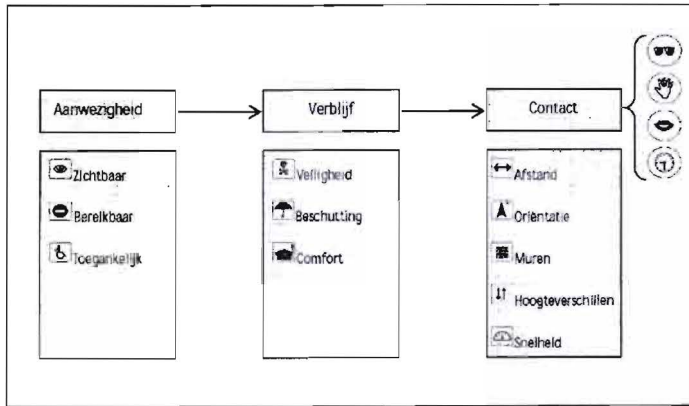 Aanwezigheid
Verblijf
Contact
Zichtbaar
Bereikbaar
Toegankelijk
Veiligheid
Beschutting
Comfort
Afstand
Oriëntatie
Muren
Hoogteverschillen
Snelheid